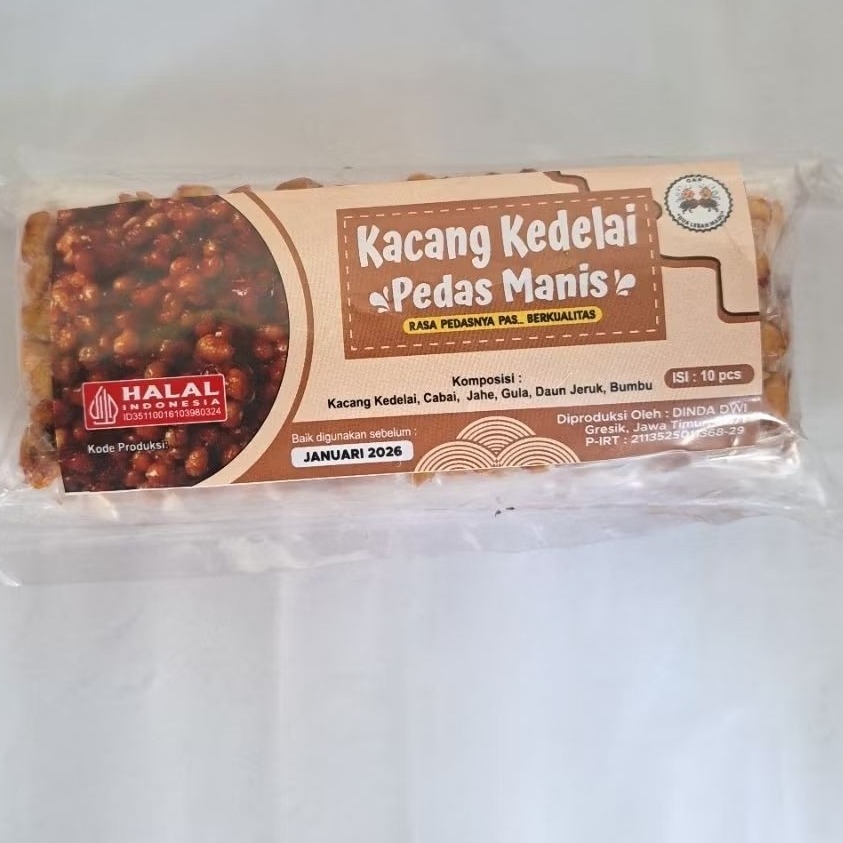 Kacang Kedelai
Pedas Manis
RASA PEDASNYA PAS... BERKUALITAS
Komposisi :
Kacang Kedelai, Cabai, Jahe, Gula, Daun Jeruk, Bumbu
ISI : 10 pcs
HALAL
INDONESIA
ID35110016103980324
Kode Produksi:
Baik digunakan sebelum :
JANUARI 2026
Diproduksi Oleh : DINDA DWI
Gresik, Jawa Timur
P-IRT :